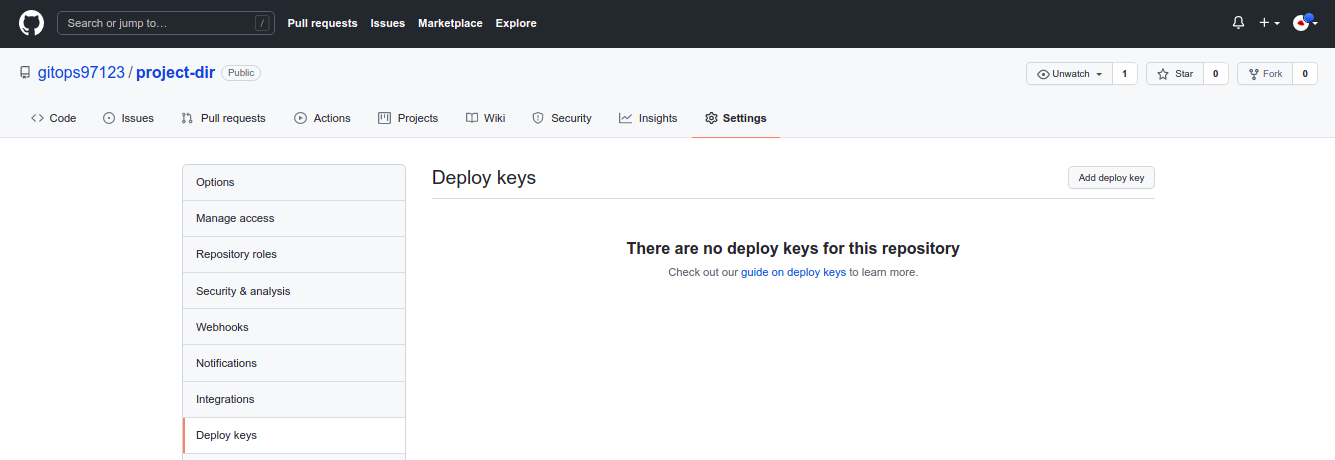 Search or jump to… / Pull requests Issues Marketplace Explore
gitops97123 / project-dir Public Unwatch 1 Star 0 Fork 0
Code Issues Pull requests Actions Projects Wiki Security Insights Settings
Options
Manage access
Repository roles
Security & analysis
Webhooks
Notifications
Integrations
Deploy keys
Deploy keys Add deploy key
There are no deploy keys for this repository
Check out our guide on deploy keys to learn more.